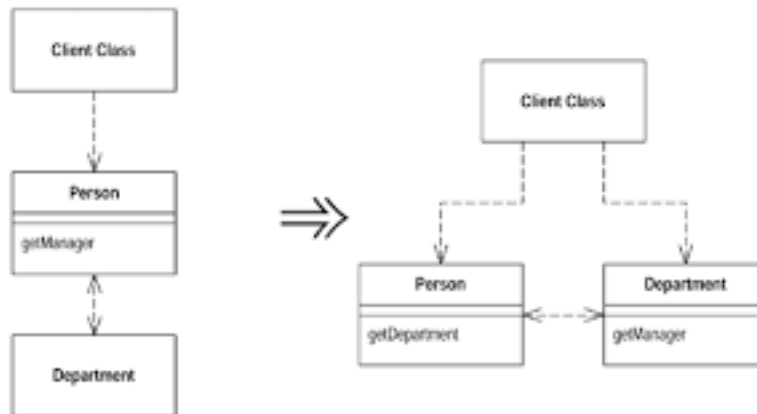 Client Class
Person
getManager
Department
Client Class
Person
getDepartment
Department
getManager